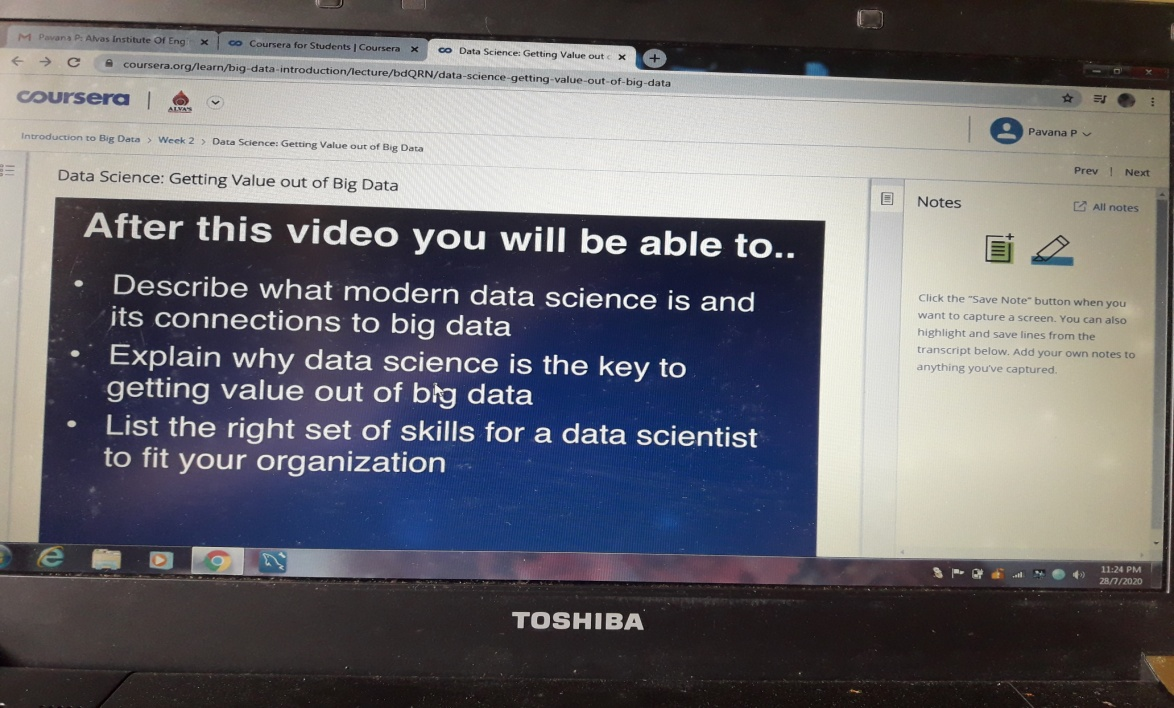 Pavana P: Alvas Institute Of Eng
Coursera for Students | Coursera
Data Science: Getting Value out o
coursera.org/learn/big-data-introduction/lecture/bdQRN/data-science-getting-value-out-of-big-data
coursera
ALVA'S
Pavana P
Introduction to Big Data > Week 2 > Data Science: Getting Value out of Big Data
Prev | Next
Data Science: Getting Value out of Big Data
Notes
All notes
After this video you will be able to..
• Describe what modern data science is and
its connections to big data
• Explain why data science is the key to
getting value out of big data
• List the right set of skills for a data scientist
to fit your organization
Click the "Save Note" button when you
want to capture a screen. You can also
highlight and save lines from the
transcript below. Add your own notes to
anything you've captured.
11:24 PM
28/7/2020
TOSHIBA